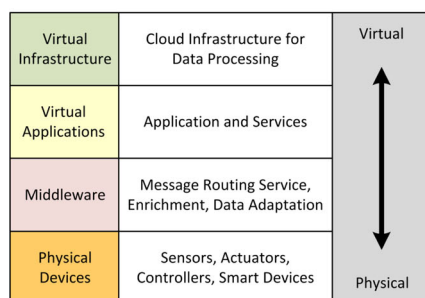 Virtual
Infrastructure
Cloud Infrastructure for
Data Processing
Virtual
Virtual
Applications
Application and Services
Middleware
Message Routing Service,
Enrichment, Data Adaptation
Physical
Devices
Sensors, Actuators,
Controllers, Smart Devices
Physical